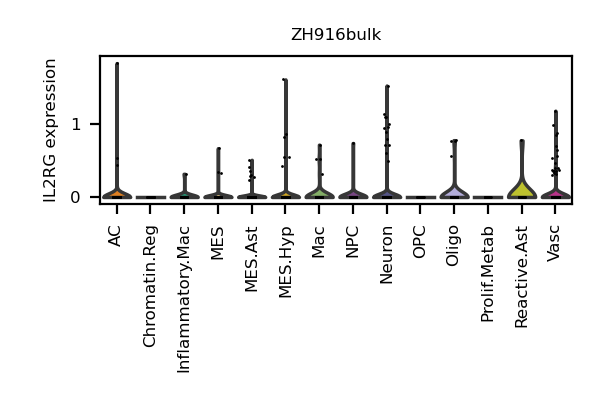 ZH916bulk
IL2RG expression
1
0
AC
Chromatin.Reg
Inflammatory.Mac
MES
MES.Ast
MES.Hyp
Mac
NPC
Neuron
OPC
Oligo
Prolif.Metab
Reactive.Ast
Vasc